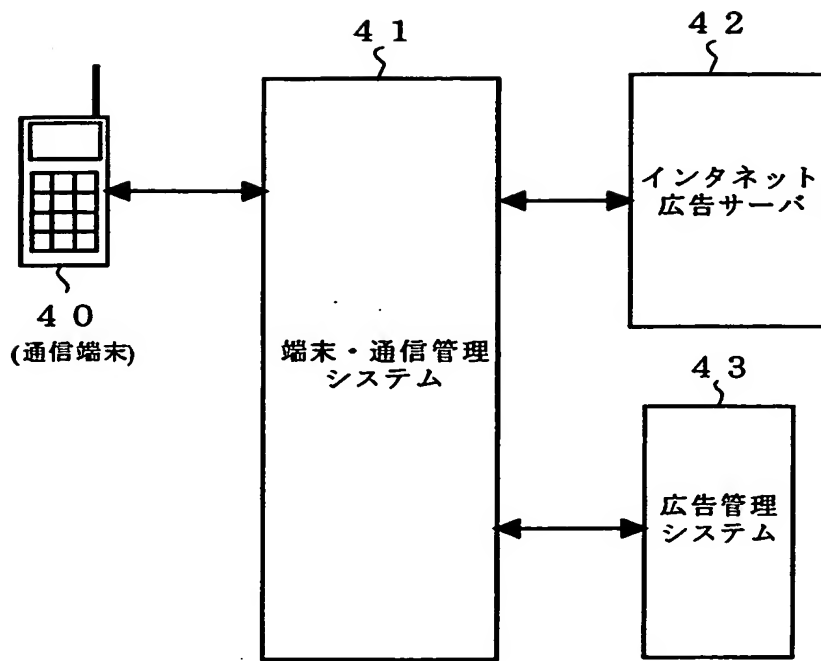 ４１
４２
インタネット
広告サーバ
４０
(通信端末)
端末・通信管理
システム
４３
広告管理
システム